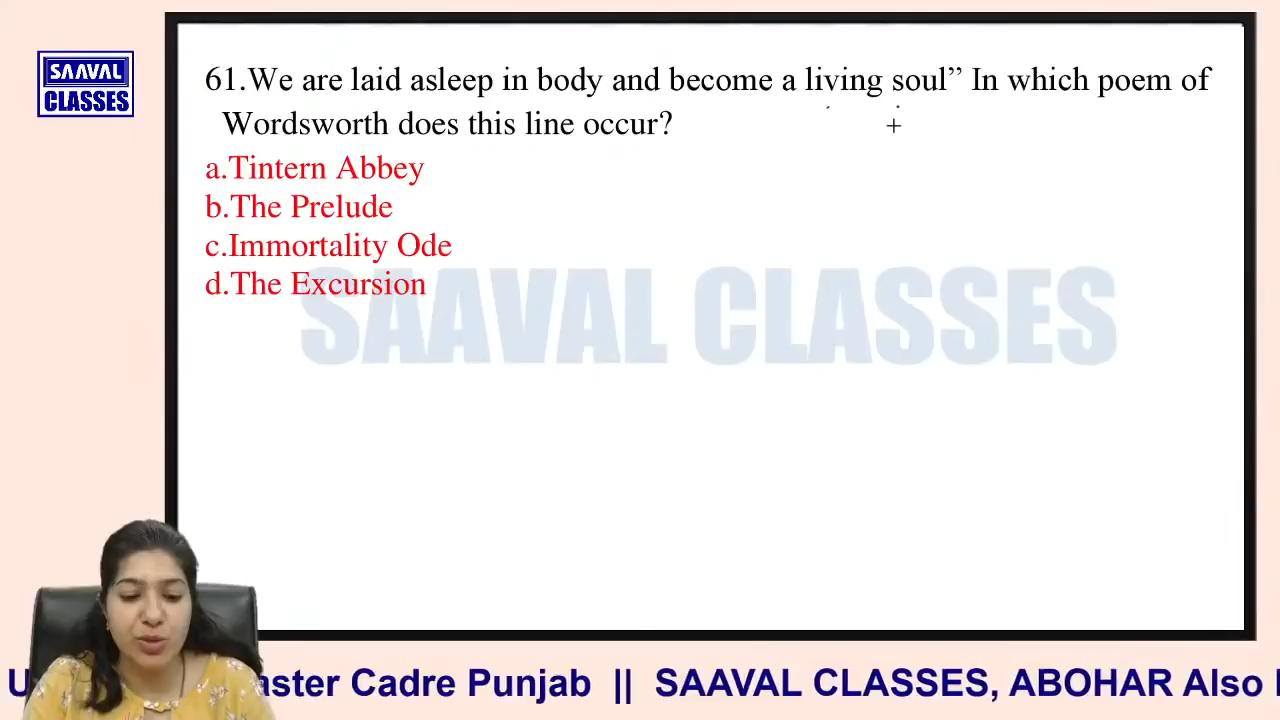 SAAVAL
CLASSES
61.We are laid asleep in body and become a living soul” In which poem of
Wordsworth does this line occur?
a.Tintern Abbey
b.The Prelude
c.Immortality Ode
d.The Excursion
SAAVAL CLASSES
Cadre Punjab || SAAVAL CLASSES, ABOHAR Also